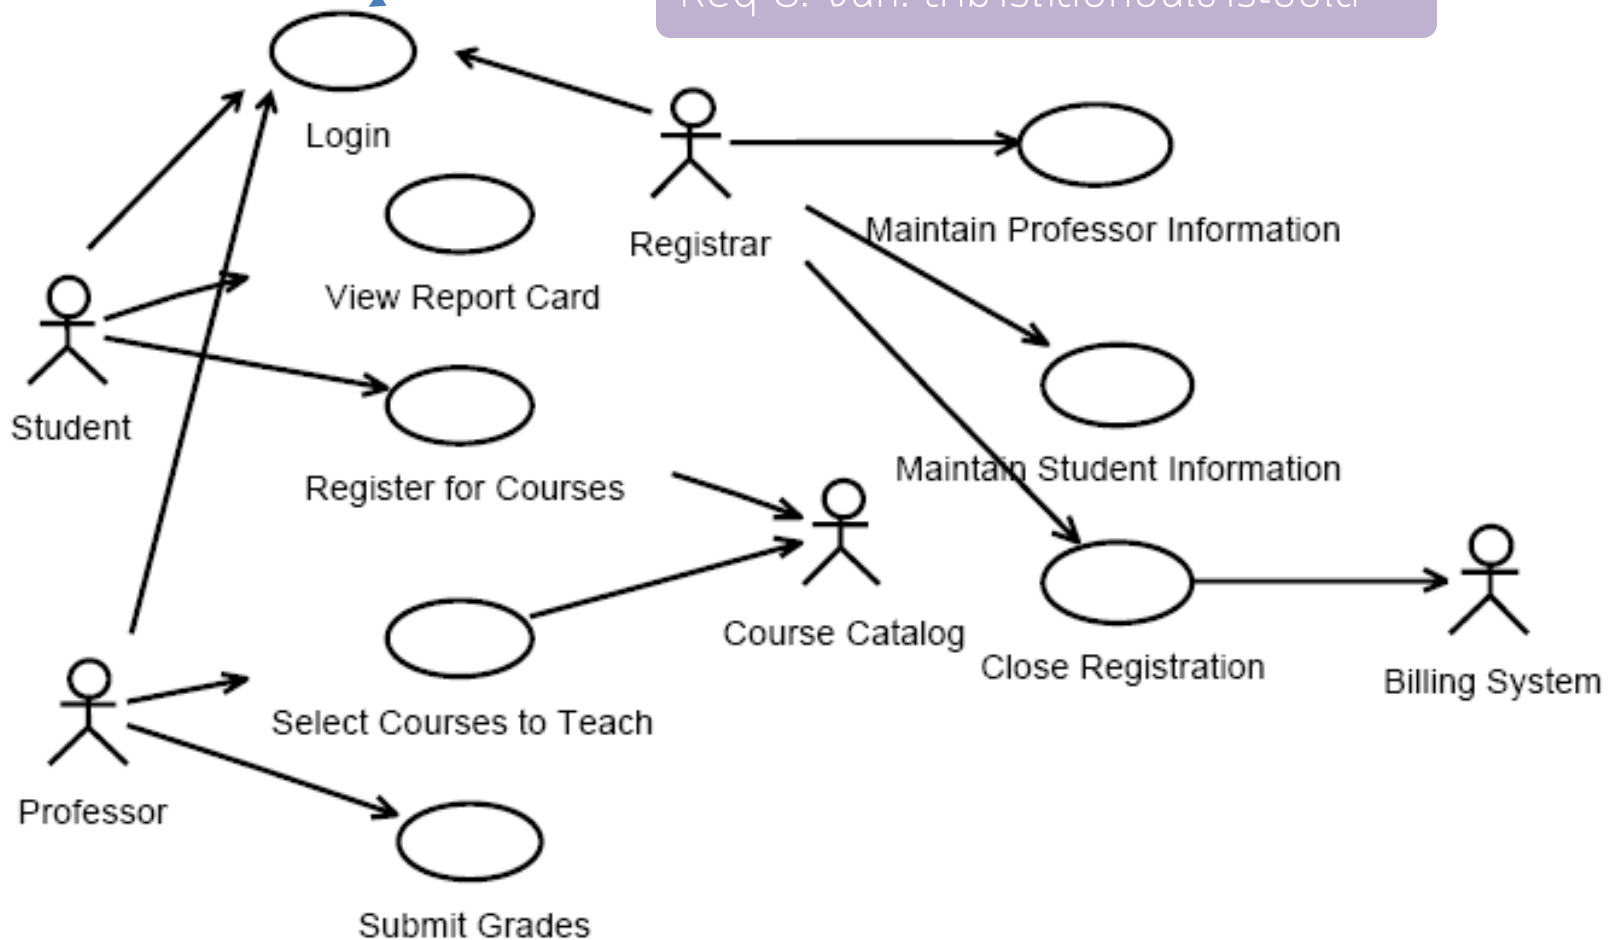 Login
Registrar
Maintain Professor Information
View Report Card
Student
Register for Courses
Maintain Student Information
Course Catalog
Close Registration
Billing System
Select Courses to Teach
Professor
Submit Grades